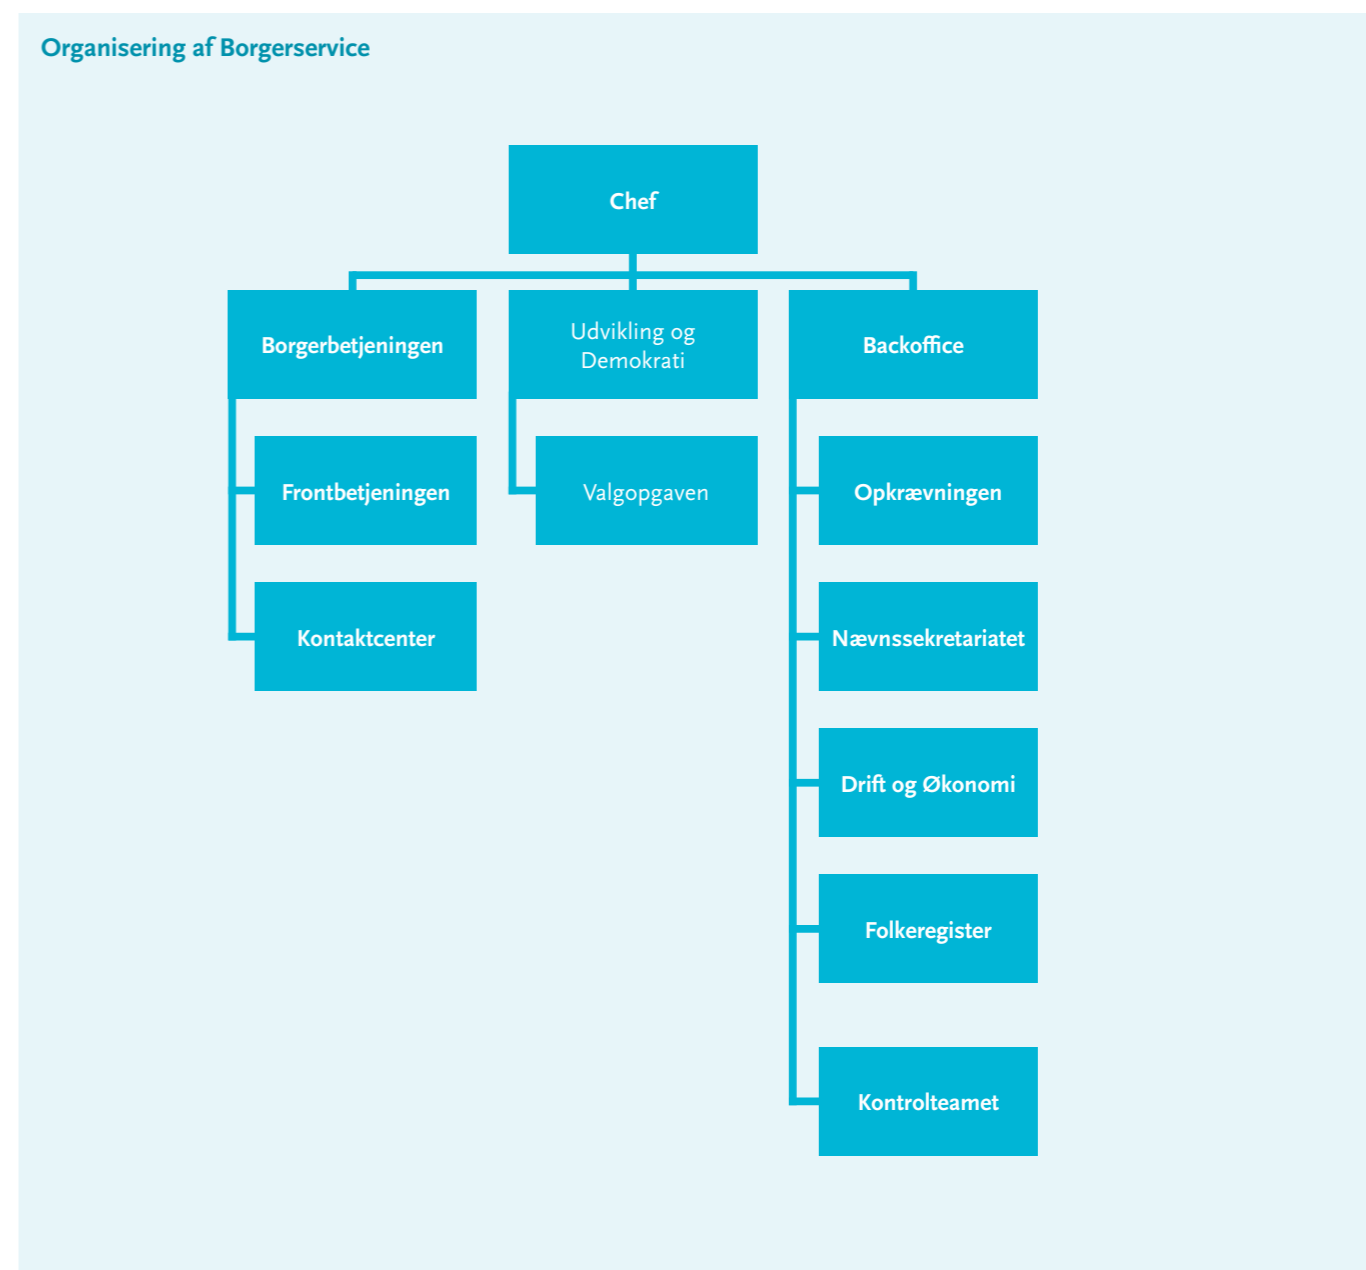 Organisering af Borgerservice
Chef
Borgerbetjeningen
Udvikling og
Demokrati
Backoffice
Frontbetjeningen
Valgopgaven
Opkrævningen
Kontaktcenter
Nævnssekretariatet
Drift og Økonomi
Folkeregister
Kontrolteamet